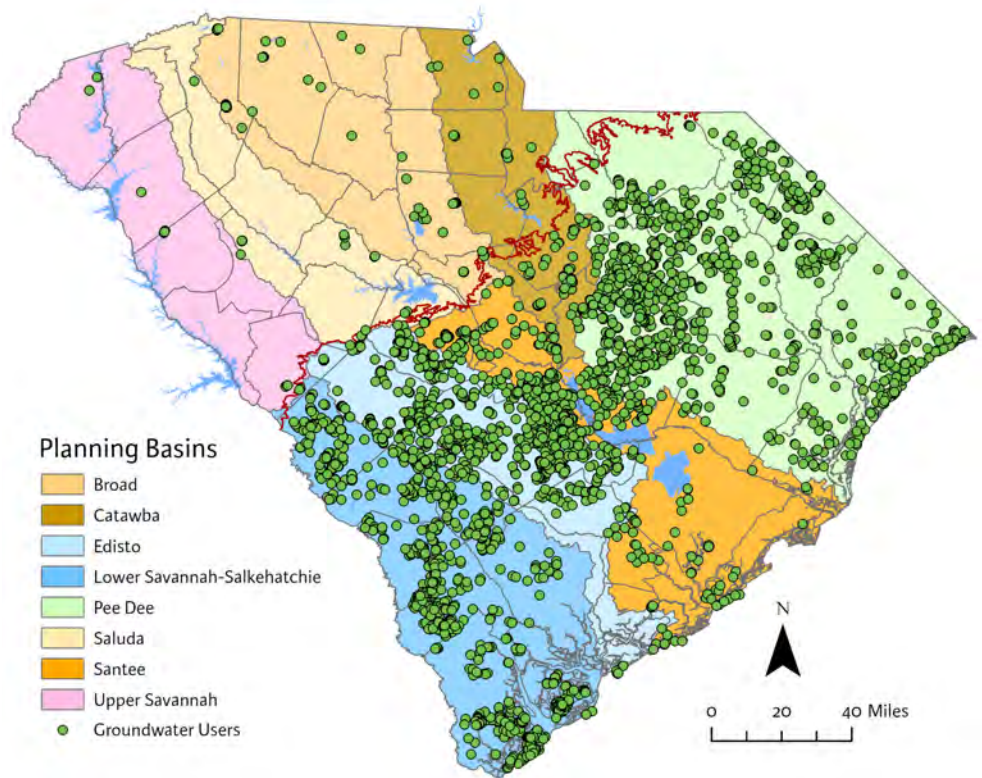 Planning Basins
Broad
Catawba
Edisto
Lower Savannah-Salkehatchie
Pee Dee
Saluda
Santee
Upper Savannah
Groundwater Users
N
0 20 40 Miles